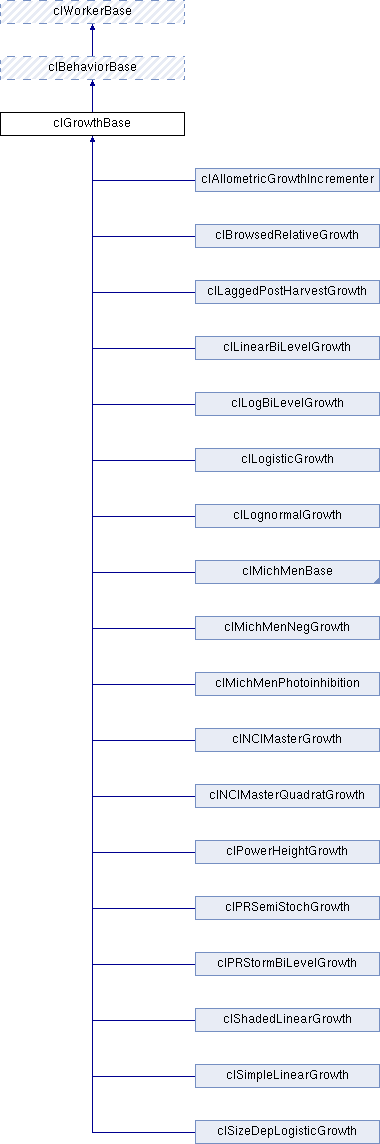 clWorkerBase
clBehaviorBase
clGrowthBase
clAllometricGrowthIncrementer
clBrowsedRelativeGrowth
clLaggedPostHarvestGrowth
clLinearBiLevelGrowth
clLogBiLevelGrowth
clLogisticGrowth
clLognormalGrowth
clMichMenBase
clMichMenNegGrowth
clMichMenPhotoinhibition
clNCIMasterGrowth
clNCIMasterQuadratGrowth
clPowerHeightGrowth
clPRSemiStochGrowth
clPRStormBiLevelGrowth
clShadedLinearGrowth
clSimpleLinearGrowth
clSizeDepLogisticGrowth